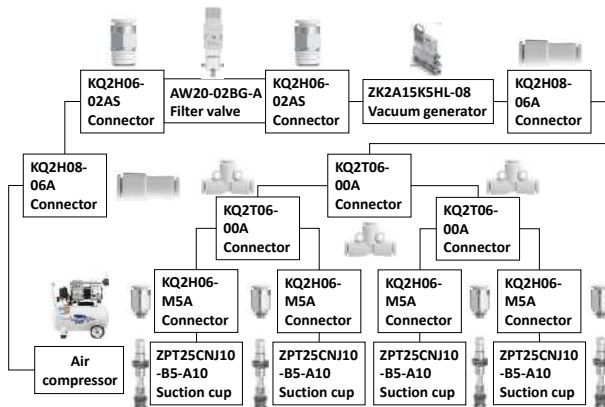 KQ2H06-
02AS
Connector
AW20-02BG-A
Filter valve
KQ2H06-
02AS
Connector
ZK2A15K5HL-08
Vacuum generator
KQ2H08-
06A
Connector
KQ2H08-
06A
Connector
KQ2T06-
00A
Connector
KQ2T06-
00A
Connector
KQ2T06-
00A
Connector
KQ2H06-
M5A
Connector
KQ2H06-
M5A
Connector
KQ2H06-
M5A
Connector
KQ2H06-
M5A
Connector
Air
compressor
ZPT25CNJ10
-B5-A10
Suction cup
ZPT25CNJ10
-B5-A10
Suction cup
ZPT25CNJ10
-B5-A10
Suction cup
ZPT25CNJ10
-B5-A10
Suction cup